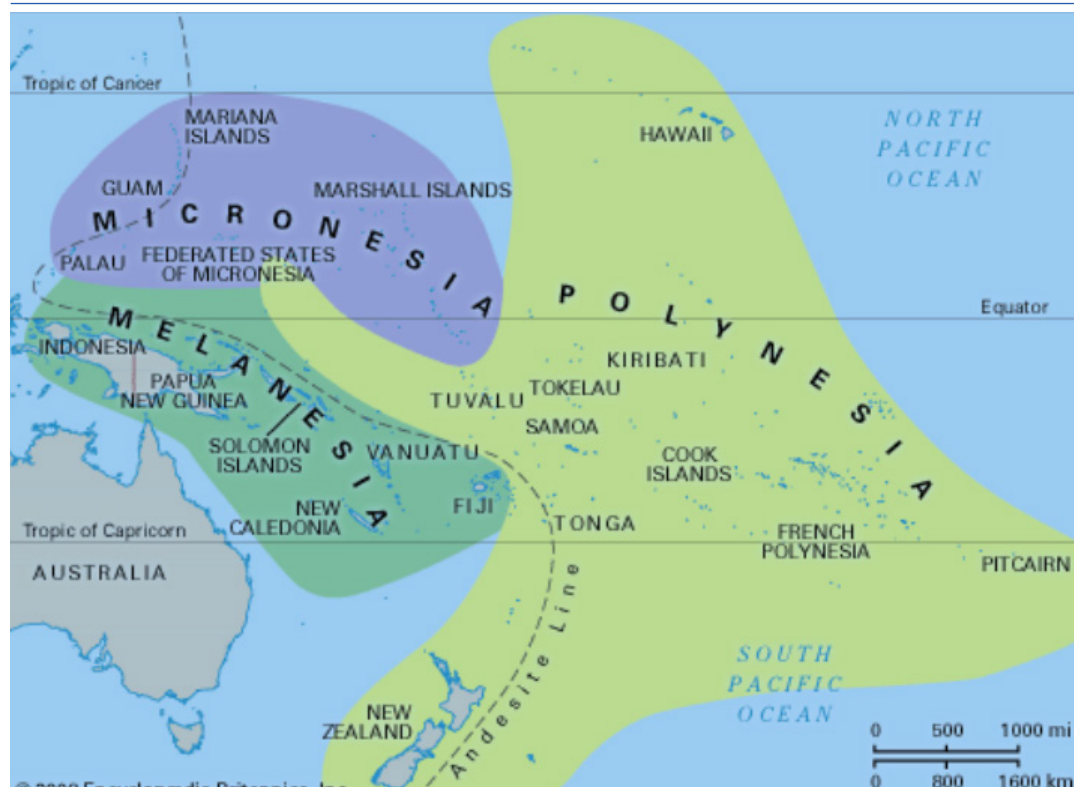 Tropic of Cancer
MARIANA
ISLANDS
HAWAII
NORTH
PACIFIC
OCEAN
GUAM
MARSHALL ISLANDS
MICRONESIA
PALAU
FEDERATED STATES
OF MICRONESIA
POLYNESIA
Equator
MELANESIA
INDONESIA
PAPUA
NEW GUINEA
KIRIBATI
TUVALU
TOKELAU
SAMOA
SOLOMON
ISLANDS
VANUATU
COOK
ISLANDS
NEW
CALEDONIA
FIJI
TONGA
Tropic of Capricorn
FRENCH
POLYNESIA
PITCAIRN
AUSTRALIA
Andesite Line
SOUTH
PACIFIC
OCEAN
NEW
ZEALAND
0 500 1000 mi
0 800 1600 km
Encyclopædia Britannica, Inc.